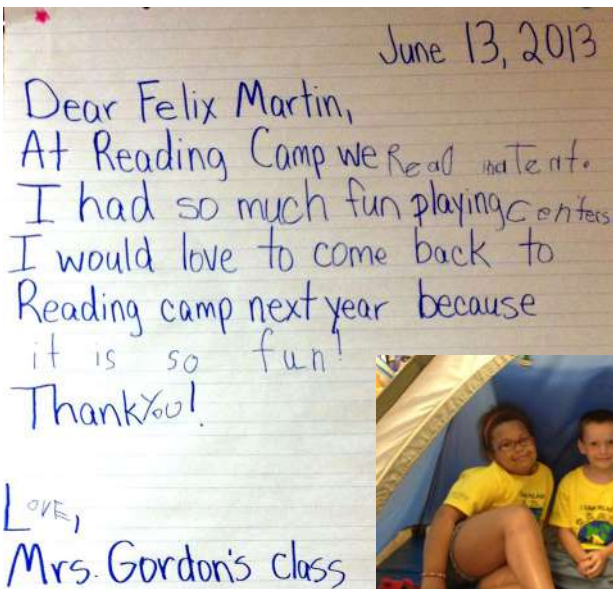 June 13, 2013
Dear Felix Martin,
At Reading Camp we Read ina Tent.
I had so much fun playing Centers
I would love to come back to
Reading camp next year because
it is so fun!
ThankYou!
LOVE,
Mrs. Gordon's class